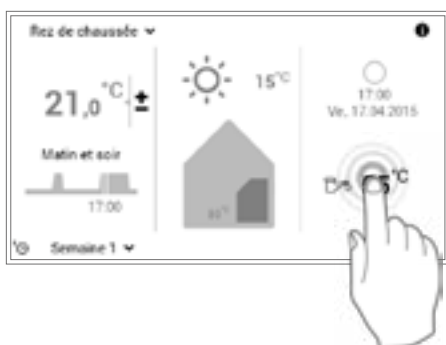 Rez de chaussée
21,0 °C ±
15°C
17:00
Ve, 17.04.2015
Matin et soir
17:00
5 °C
Semaine 1